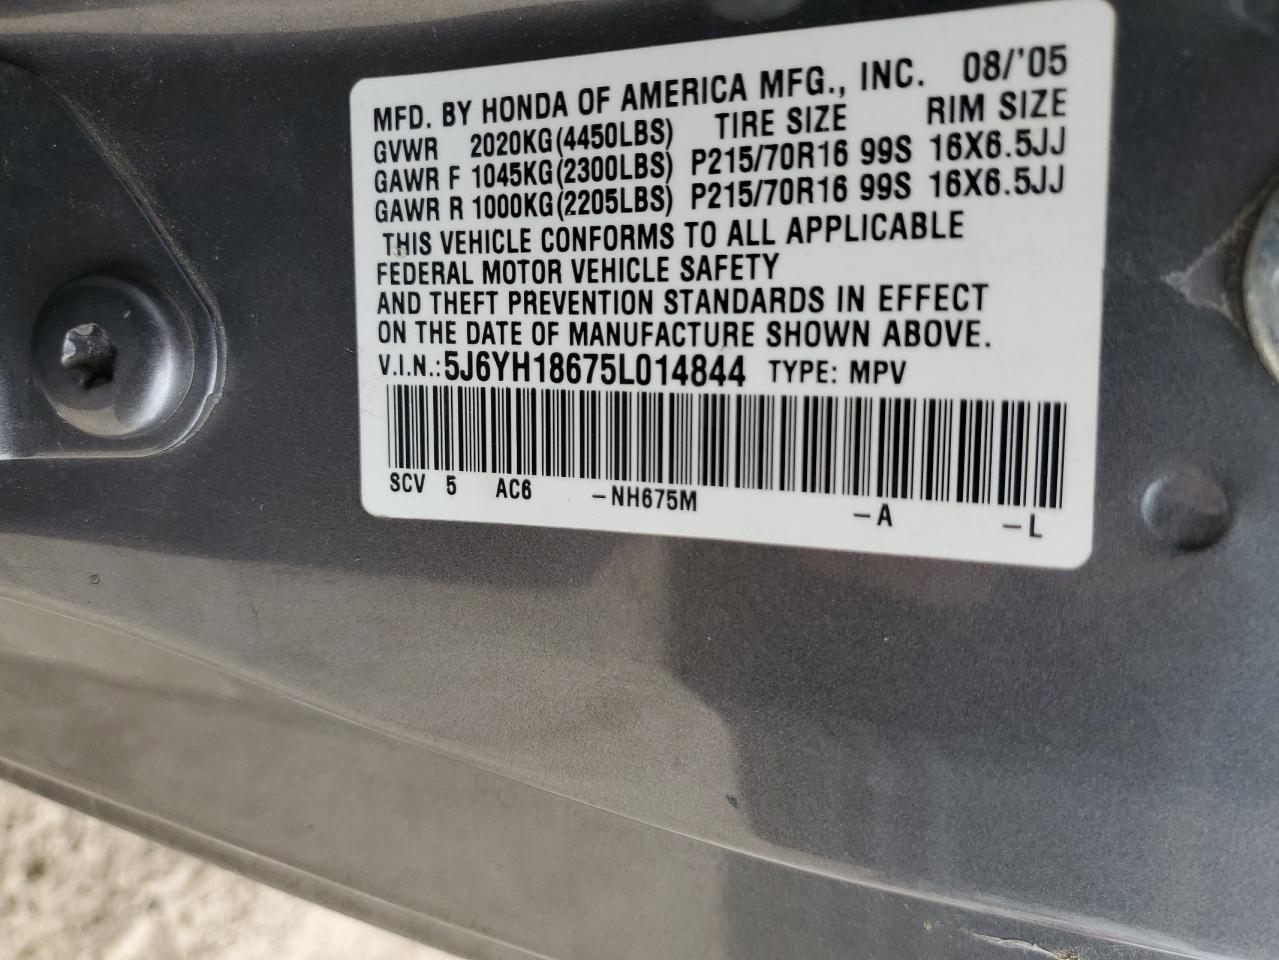 MFD. BY HONDA OF AMERICA MFG., INC. 08/'05
GVWR 2020KG(4450LBS) TIRE SIZE RIM SIZE
GAWR F 1045KG(2300LBS) P215/70R16 99S 16X6.5JJ
GAWR R 1000KG(2205LBS) P215/70R16 99S 16X6.5JJ
THIS VEHICLE CONFORMS TO ALL APPLICABLE
FEDERAL MOTOR VEHICLE SAFETY
AND THEFT PREVENTION STANDARDS IN EFFECT
ON THE DATE OF MANUFACTURE SHOWN ABOVE.
V.I.N.: 5J6YH18675L014844 TYPE: MPV
SCV 5 AC6 -NH675M -A -L